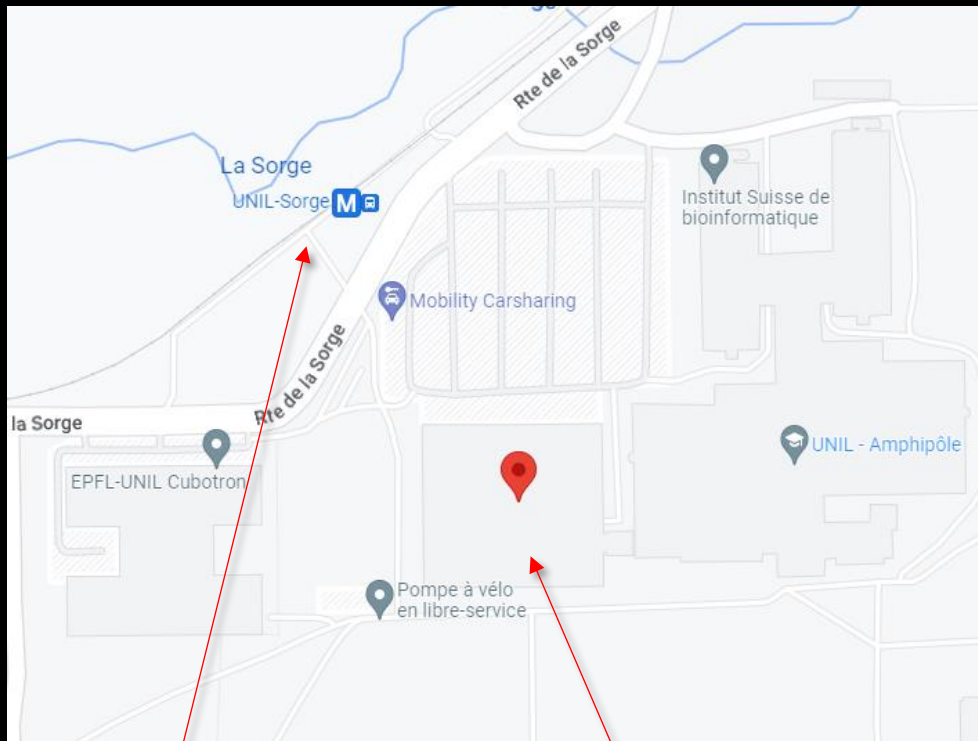 Rte de la Sorge
La Sorge
UNIL-Sorge M
Institut Suisse de
bioinformatique
Mobility Carsharing
Rte de la Sorge
la Sorge
EPFL-UNIL Cubotron
UNIL - Amphipôle
Pompe à vélo
en libre-service